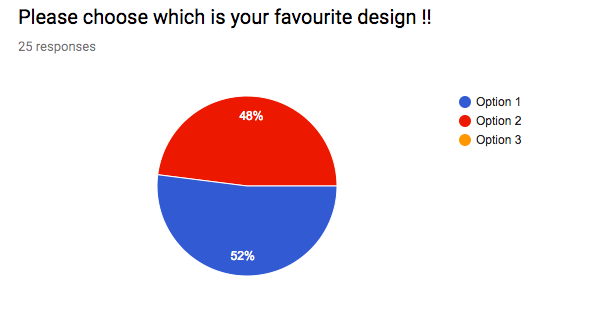 Please choose which is your favourite design !!
25 responses
48%
52%
Option 1
Option 2
Option 3